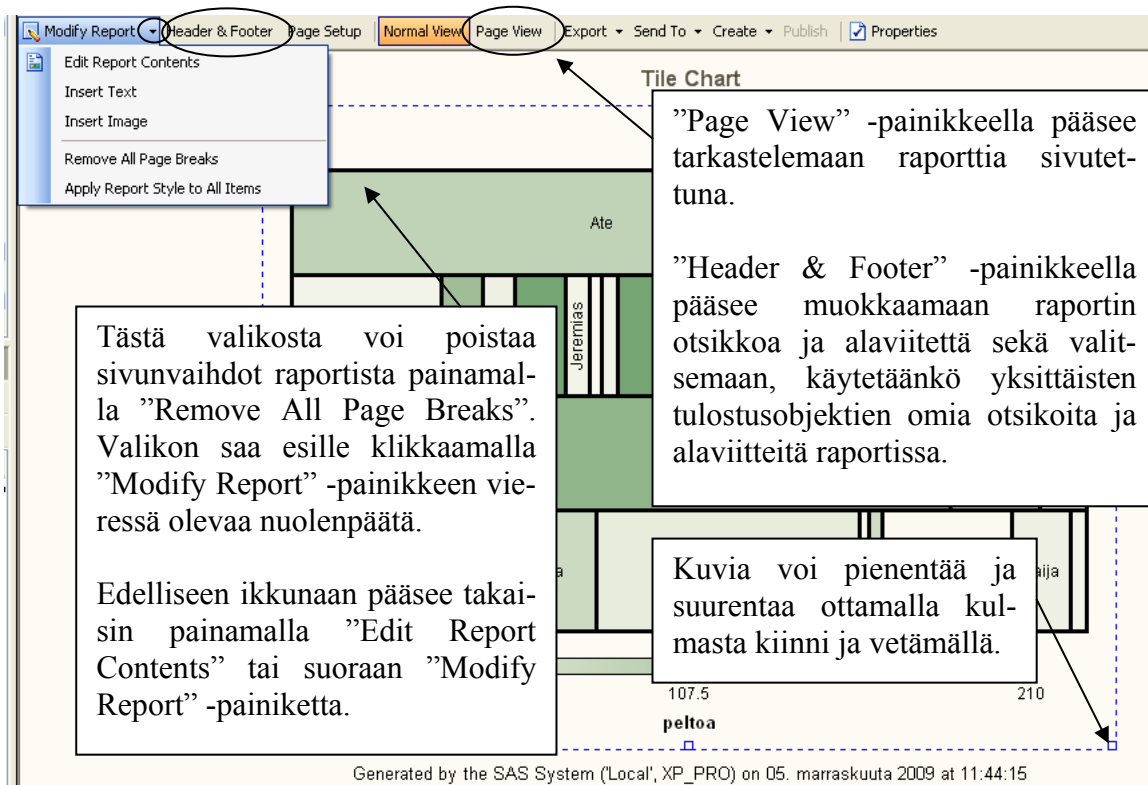 Modify Report Header & Footer Page Setup Normal View Page View Export Send To Create Publish Properties
Edit Report Contents
Insert Text
Insert Image
Remove All Page Breaks
Apply Report Style to All Items
Tile Chart
”Page View” -painikkeella pääsee
tarkastelemaan raporttia sivutet-
tuna.
”Header & Footer” -painikkeella
pääsee muokkaamaan raportin
otsikkoa ja alaviitettä sekä valit-
semaan, käytetäänkö yksittäisten
tulostusobjektien omia otsikoita ja
alaviitteitä raportissa.
Ate
Jeremias
Tästä valikosta voi poistaa
sivunvaihdot raportista painamal-
la ”Remove All Page Breaks”.
Valikon saa esille klikkaamalla
”Modify Report” -painikkeen vie-
ressä olevaa nuolenpäätä.
Edelliseen ikkunaan pääsee takai-
sin painamalla ”Edit Report
Contents” tai suoraan ”Modify
Report” -painiketta.
a
Kuvia voi pienentää ja
suurentaa ottamalla kul-
masta kiinni ja vetämällä.
aija
107.5 210
peltoa
Generated by the SAS System ('Local', XP_PRO) on 05. marraskuuta 2009 at 11:44:15